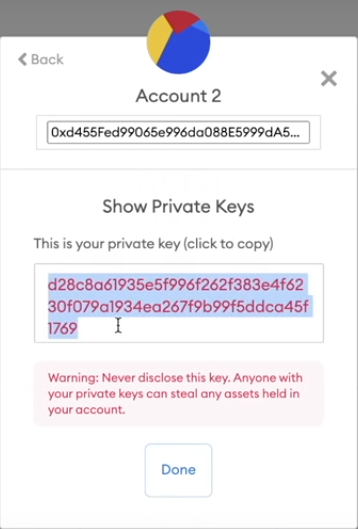 Back
Account 2
0xd455Fed99065e996da088E5999dA5...
Show Private Keys
This is your private key (click to copy)
d28c8a61935e5f996f262f383e4f62
30f079a1934ea267f9b99f5ddca45f
1769
Warning: Never disclose this key. Anyone with
your private keys can steal any assets held in
your account.
Done